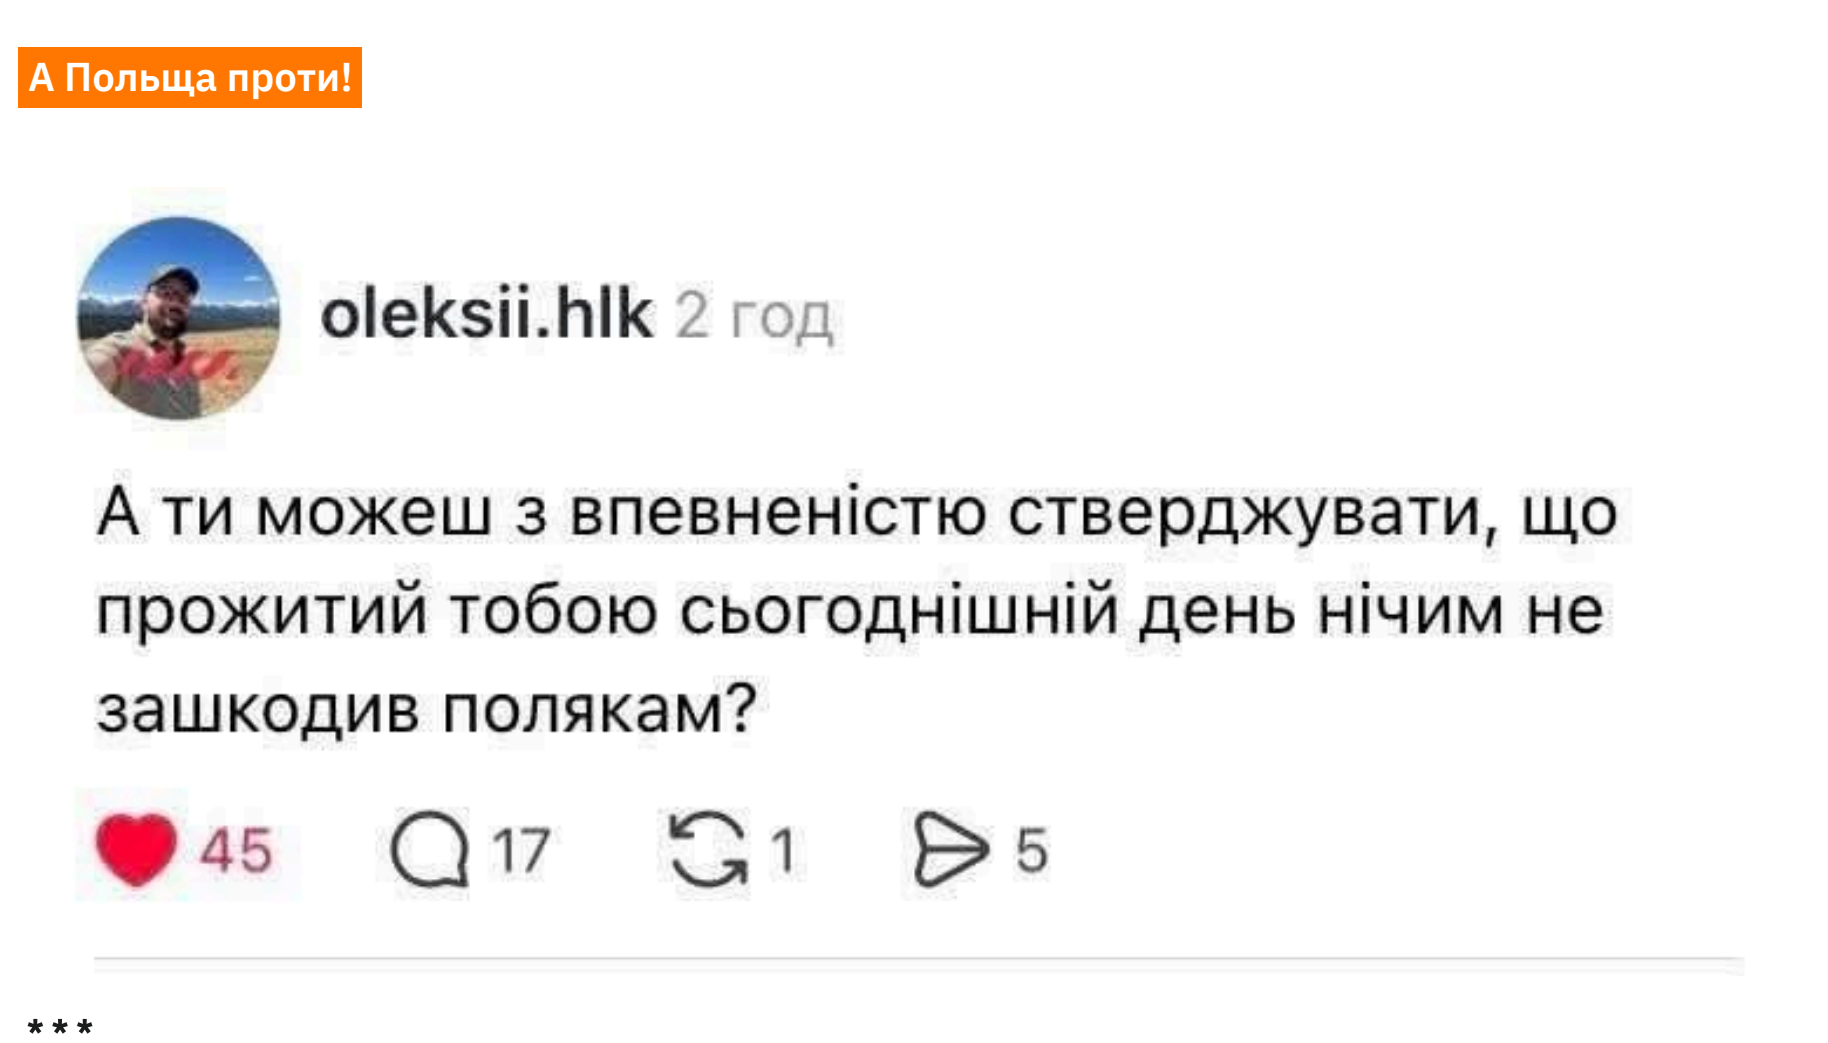 А Польща проти!
oleksii.hlk 2 год
А ти можеш з впевненістю стверджувати, що
прожитий тобою сьогоднішній день нічим не
зашкодив полякам?
45 17 1 5
***